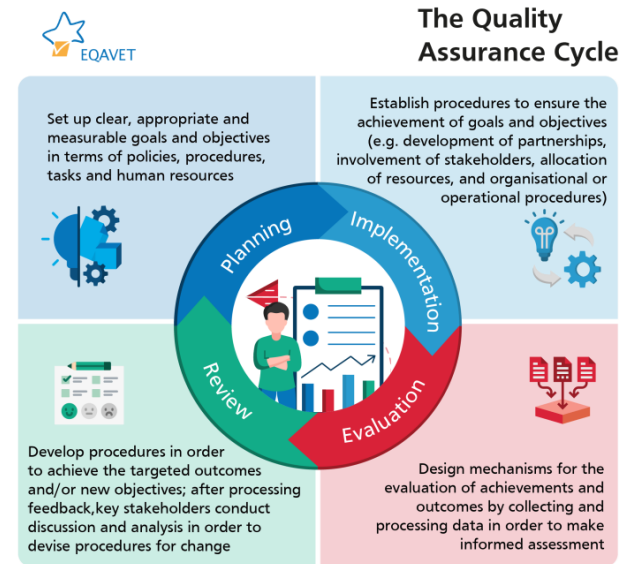 EQAVET
The Quality
Assurance Cycle
Set up clear, appropriate and
measurable goals and objectives
in terms of policies, procedures,
tasks and human resources
Establish procedures to ensure the
achievement of goals and objectives
(e.g. development of partnerships,
involvement of stakeholders, allocation
of resources, and organisational or
operational procedures)
Planning
Implementation
Review
Evaluation
Develop procedures in order
to achieve the targeted outcomes
and/or new objectives; after processing
feedback,key stakeholders conduct
discussion and analysis in order to
devise procedures for change
Design mechanisms for the
evaluation of achievements and
outcomes by collecting and
processing data in order to make
informed assessment